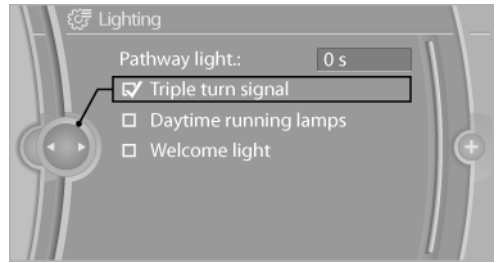 Lighting
Pathway light.: 0 s
Triple turn signal
Daytime running lamps
Welcome light